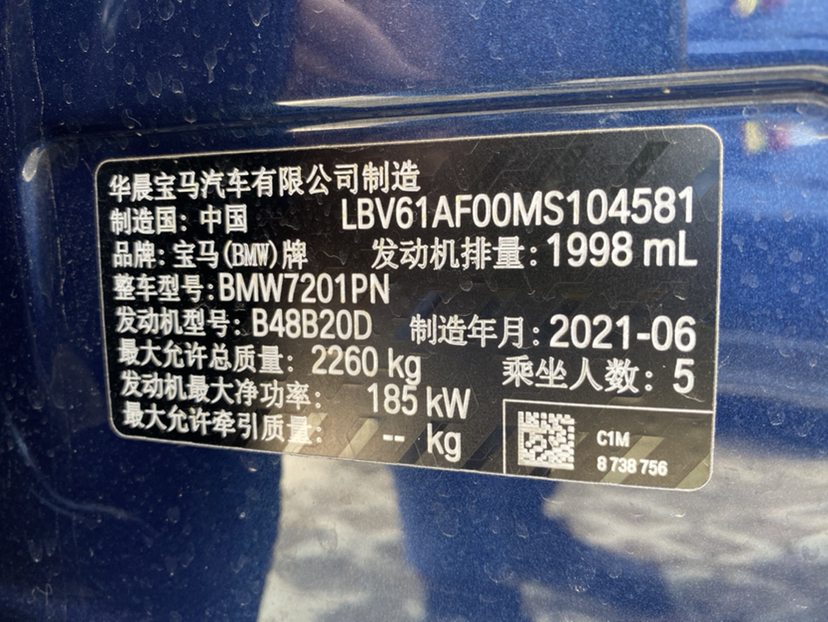 华晨宝马汽车有限公司制造
制造国: 中国 LBV61AF00MS104581
品牌: 宝马(BMW)牌 发动机排量: 1998 mL
整车型号: BMW7201PN
发动机型号: B48B20D 制造年月: 2021-06
最大允许总质量: 2260 kg 乘坐人数: 5
发动机最大净功率: 185 kW
最大允许牵引质量: -- kg
C1M
8 738 756